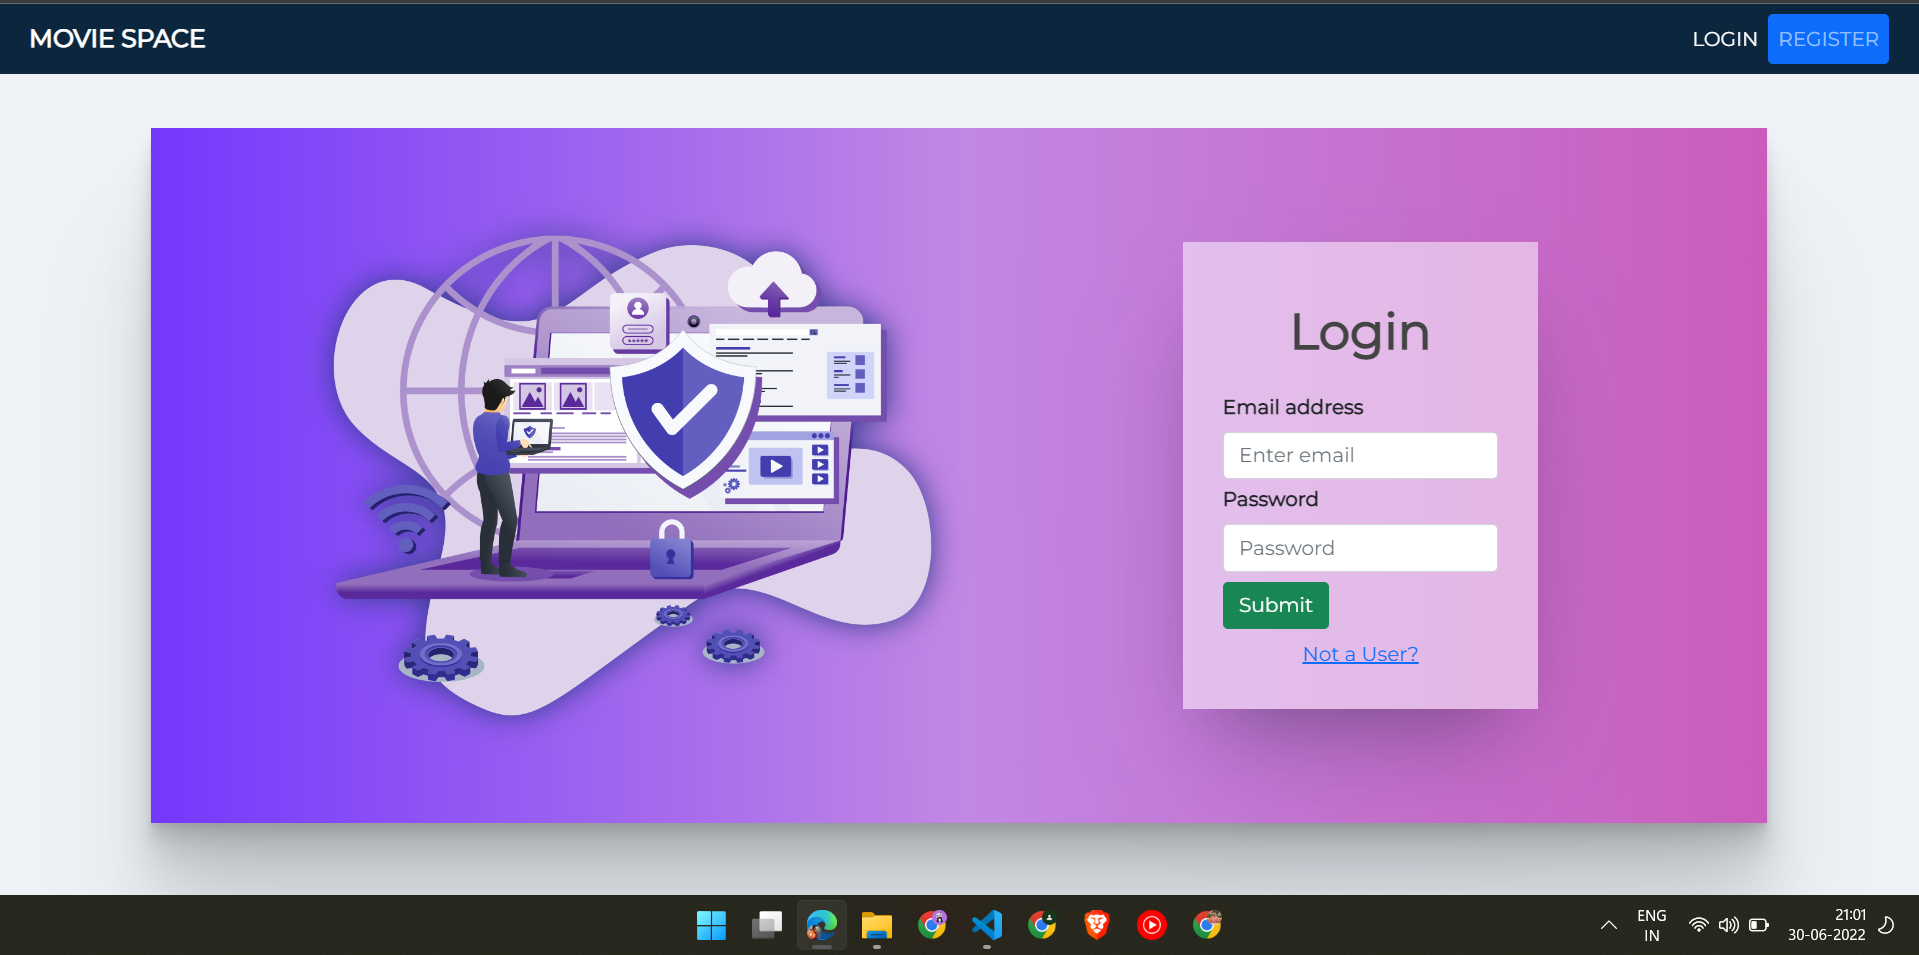 MOVIE SPACE
LOGIN
REGISTER
Login
Email address
Enter email
Password
Password
Submit
Not a User?
ENG
IN
21:01
30-06-2022